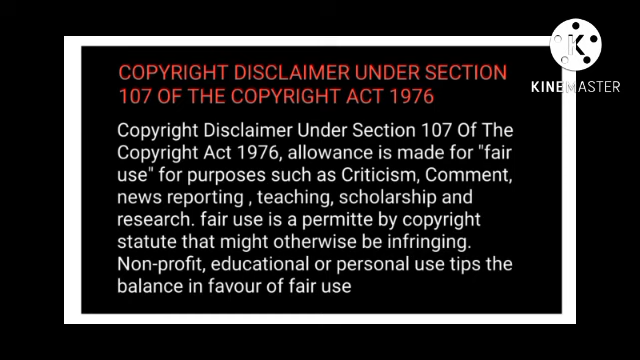 COPYRIGHT DISCLAIMER UNDER SECTION
107 OF THE COPYRIGHT ACT 1976
Copyright Disclaimer Under Section 107 Of The
Copyright Act 1976, allowance is made for "fair
use" for purposes such as Criticism, Comment,
news reporting , teaching, scholarship and
research. fair use is a permitte by copyright
statute that might otherwise be infringing.
Non-profit, educational or personal use tips the
balance in favour of fair use
K
KINEMASTER